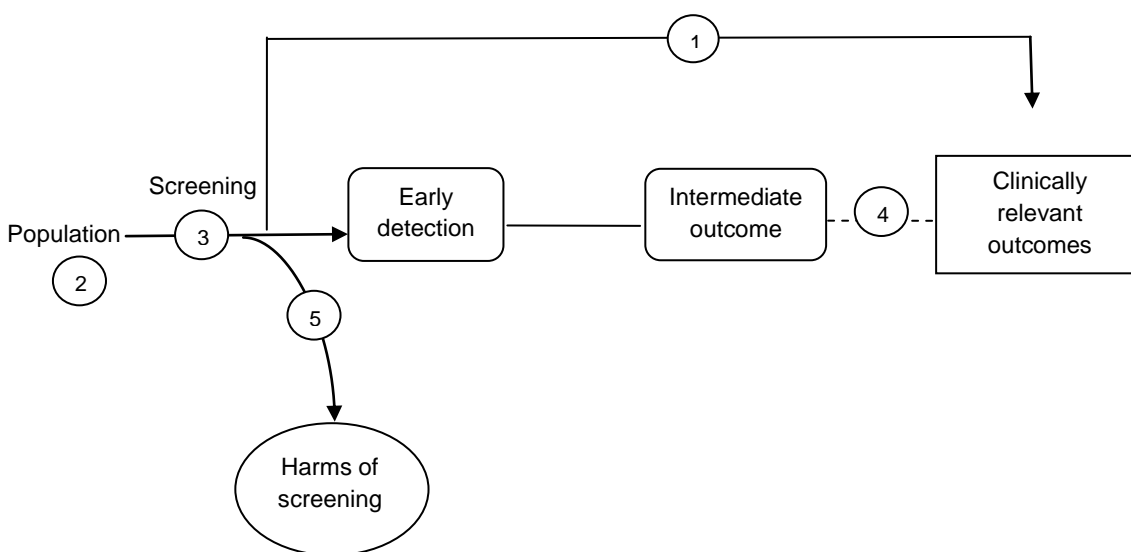 1
Screening
Early
detection
Intermediate
outcome
4
Clinically
relevant
outcomes
Population
3
2
5
Harms of
screening